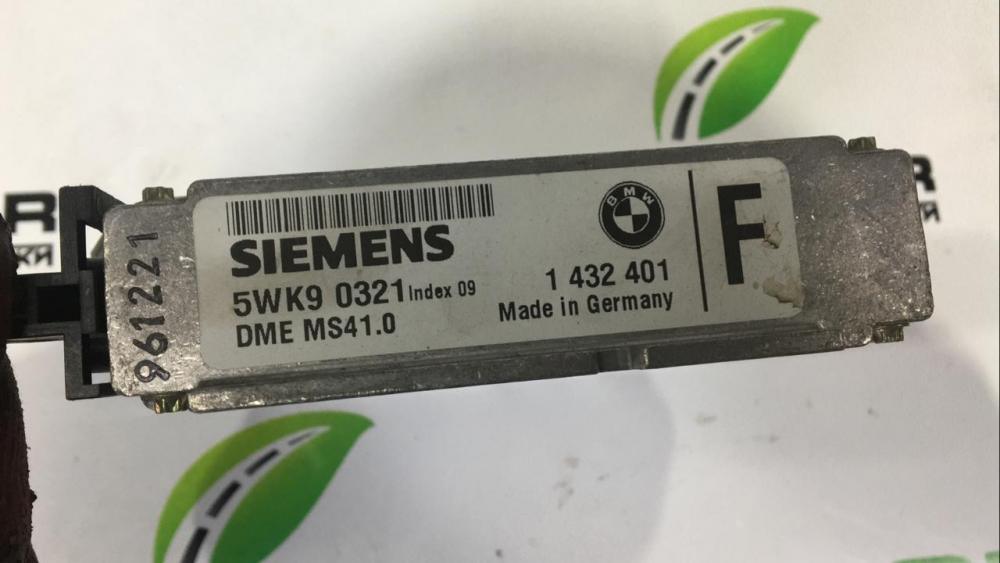 SIEMENS
5WK9 0321 Index 09
DME MS41.0
BMW
1 432 401
Made in Germany
F
961221